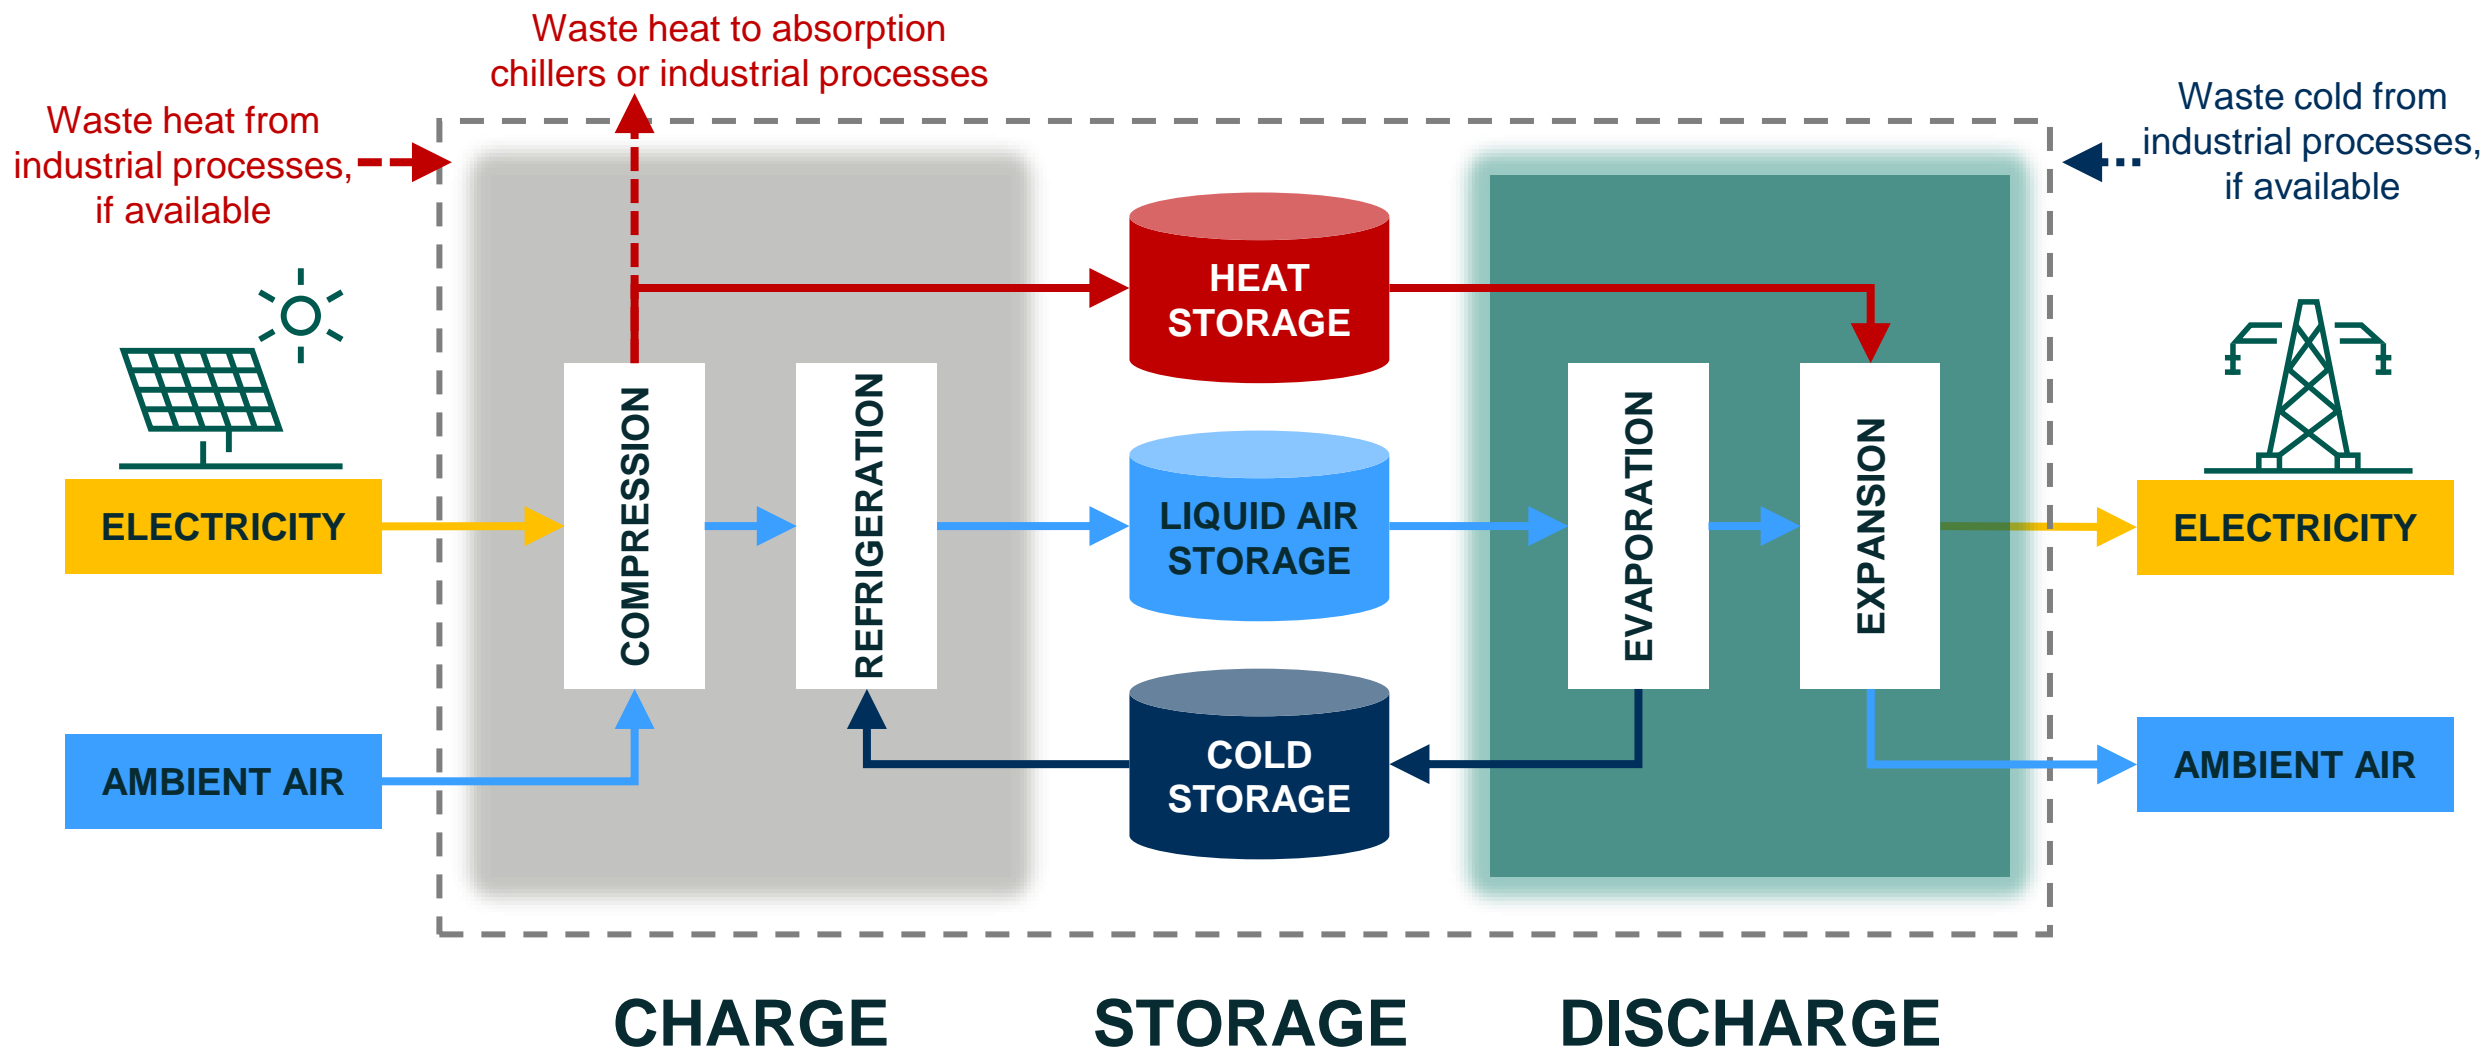 Waste heat to absorption
chillers or industrial processes
Waste heat from
industrial processes,
if available
Waste cold from
industrial processes,
if available
HEAT
STORAGE
ELECTRICITY
COMPRESSION
REFRIGERATION
LIQUID AIR
STORAGE
EVAPORATION
EXPANSION
ELECTRICITY
AMBIENT AIR
COLD
STORAGE
AMBIENT AIR
CHARGE
STORAGE
DISCHARGE